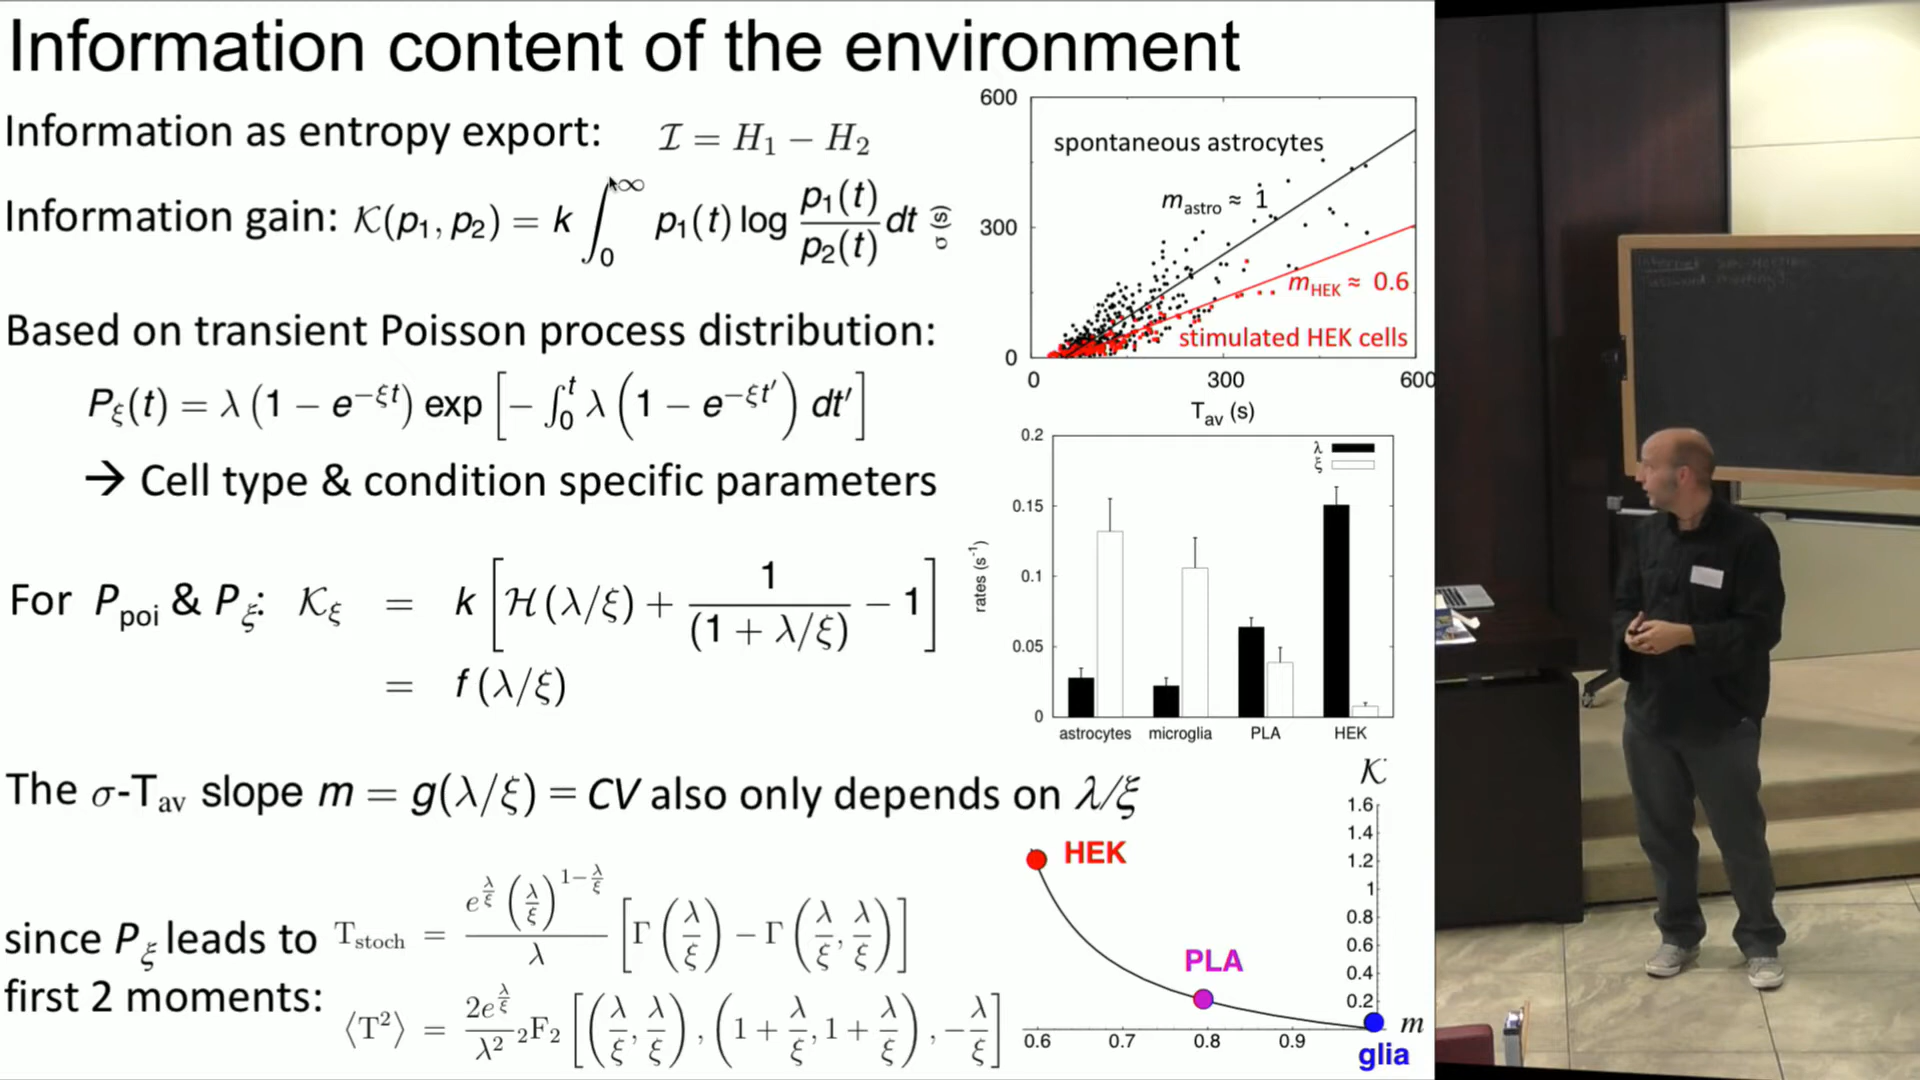 Information content of the environment
Information as entropy export: I = H₁ − H₂
Information gain: K(p₁, p₂) = k ∫₀^∞ p₁(t) log p₁(t)/p₂(t) dt
Based on transient Poisson process distribution:
P_ξ(t) = λ (1 − e^{−ξt}) exp [− ∫₀ᵗ λ (1 − e^{−ξt′}) dt′]
→ Cell type & condition specific parameters
For P_poi & P_ξ: K_ξ = k [H(λ/ξ) + 1/(1 + λ/ξ) − 1]
= f (λ/ξ)
The σ-T_av slope m = g(λ/ξ) = CV also only depends on λ/ξ
since P_ξ leads to
first 2 moments:
T_stoch = e^{λ/ξ} (λ/ξ)^{1−λ/ξ} / λ [Γ(λ/ξ) − Γ(λ/ξ, λ/ξ)]
⟨T²⟩ = 2e^{λ/ξ}/λ² ₂F₂ [(λ/ξ, λ/ξ), (1 + λ/ξ, 1 + λ/ξ), −λ/ξ]
600
300
0
σ (s)
spontaneous astrocytes
m_astro ≈ 1
m_HEK ≈ 0.6
stimulated HEK cells
0 300 600
T_av (s)
0.2
0.15
0.1
0.05
0
rates (s⁻¹)
λ
ξ
astrocytes microglia PLA HEK
K
1.6
1.4
1.2
1
0.8
0.6
0.4
0.2
HEK
PLA
glia
m
0.6 0.7 0.8 0.9